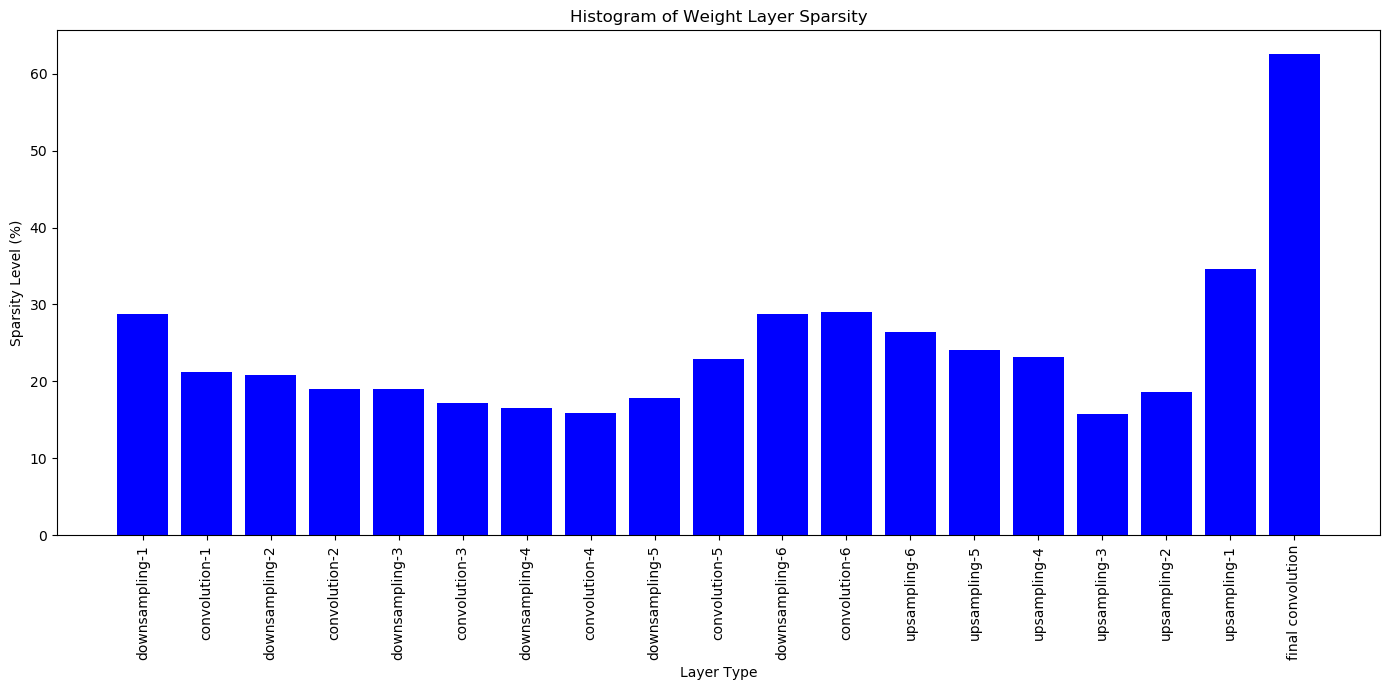 Histogram of Weight Layer Sparsity
Sparsity Level (%)
60
50
40
30
20
10
0
downsampling-1
convolution-1
downsampling-2
convolution-2
downsampling-3
convolution-3
downsampling-4
convolution-4
downsampling-5
convolution-5
downsampling-6
convolution-6
upsampling-6
upsampling-5
upsampling-4
upsampling-3
upsampling-2
upsampling-1
final convolution
Layer Type